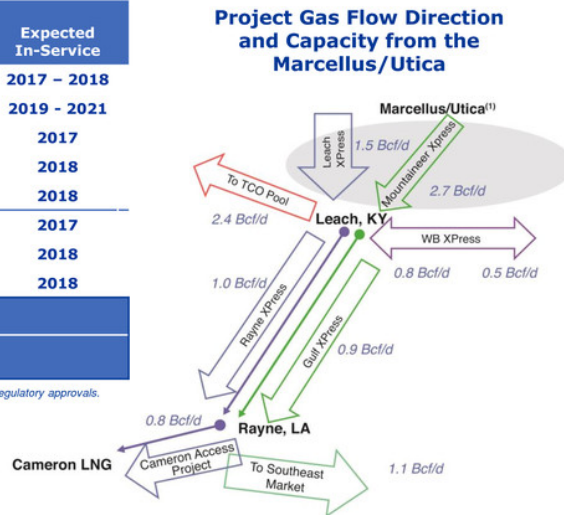 Expected
In-Service
2017 – 2018
2019 - 2021
2017
2018
2018
2017
2018
2018
egulatory approvals.
Project Gas Flow Direction
and Capacity from the
Marcellus/Utica
Marcellus/Utica(1)
Leach
XPress
1.5 Bcf/d
Mountaineer Xpress
2.7 Bcf/d
To TCO Pool
2.4 Bcf/d
Leach, KY
WB XPress
0.8 Bcf/d
0.5 Bcf/d
1.0 Bcf/d
Rayne XPress
Gulf XPress
0.9 Bcf/d
0.8 Bcf/d
Rayne, LA
Cameron LNG
Cameron Access
Project
To Southeast
Market
1.1 Bcf/d